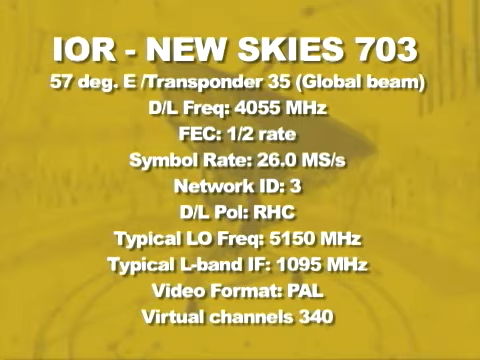 IOR - NEW SKIES 703
57 deg. E /Transponder 35 (Global beam)
D/L Freq: 4055 MHz
FEC: 1/2 rate
Symbol Rate: 26.0 MS/s
Network ID: 3
D/L Pol: RHC
Typical LO Freq: 5150 MHz
Typical L-band IF: 1095 MHz
Video Format: PAL
Virtual channels 340